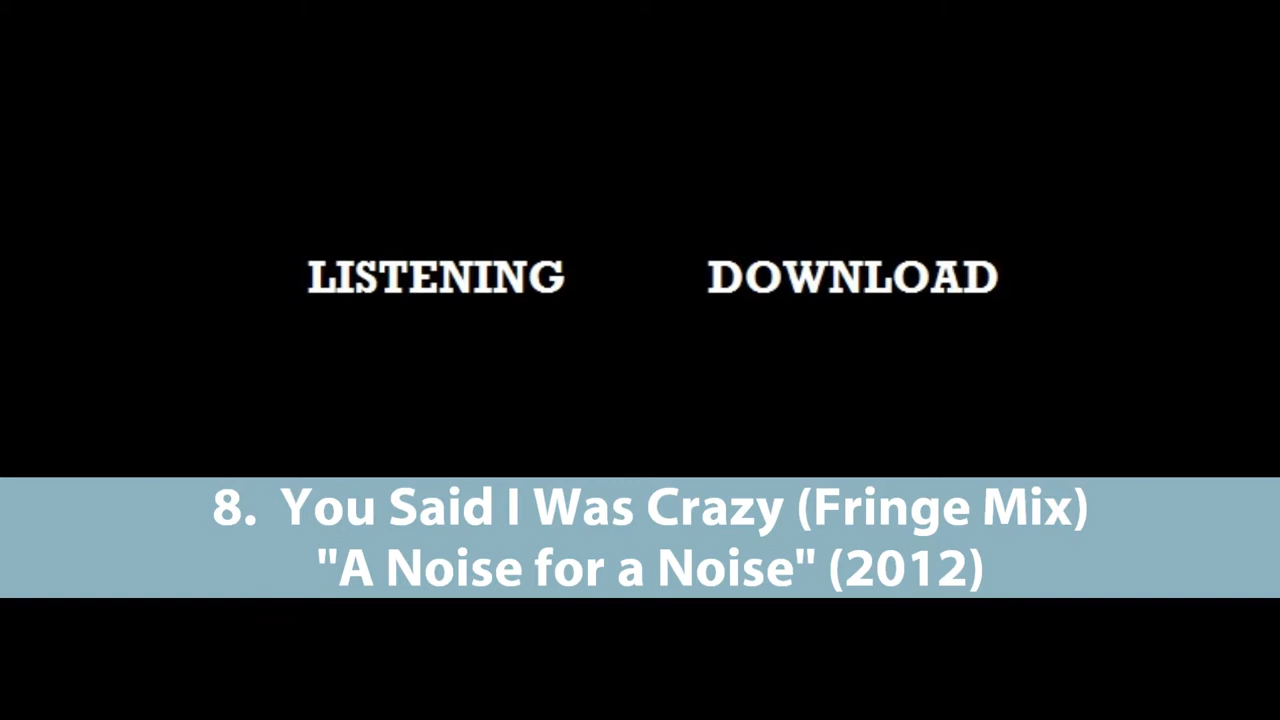 LISTENING DOWNLOAD
8. You Said I Was Crazy (Fringe Mix)
"A Noise for a Noise" (2012)